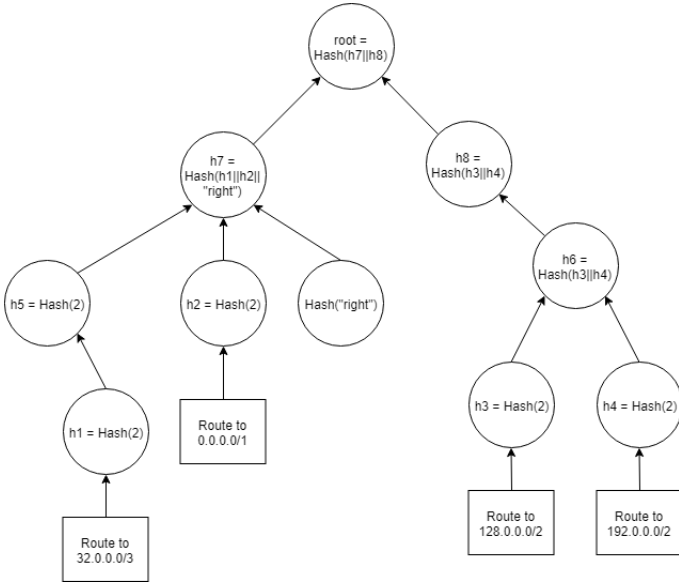 root =
Hash(h7||h8)
h7 =
Hash(h1||h2||
"right")
h8 =
Hash(h3||h4)
h6 =
Hash(h3||h4)
h5 = Hash(2)
h2 = Hash(2)
Hash("right")
h1 = Hash(2)
Route to
0.0.0.0/1
h3 = Hash(2)
h4 = Hash(2)
Route to
32.0.0.0/3
Route to
128.0.0.0/2
Route to
192.0.0.0/2